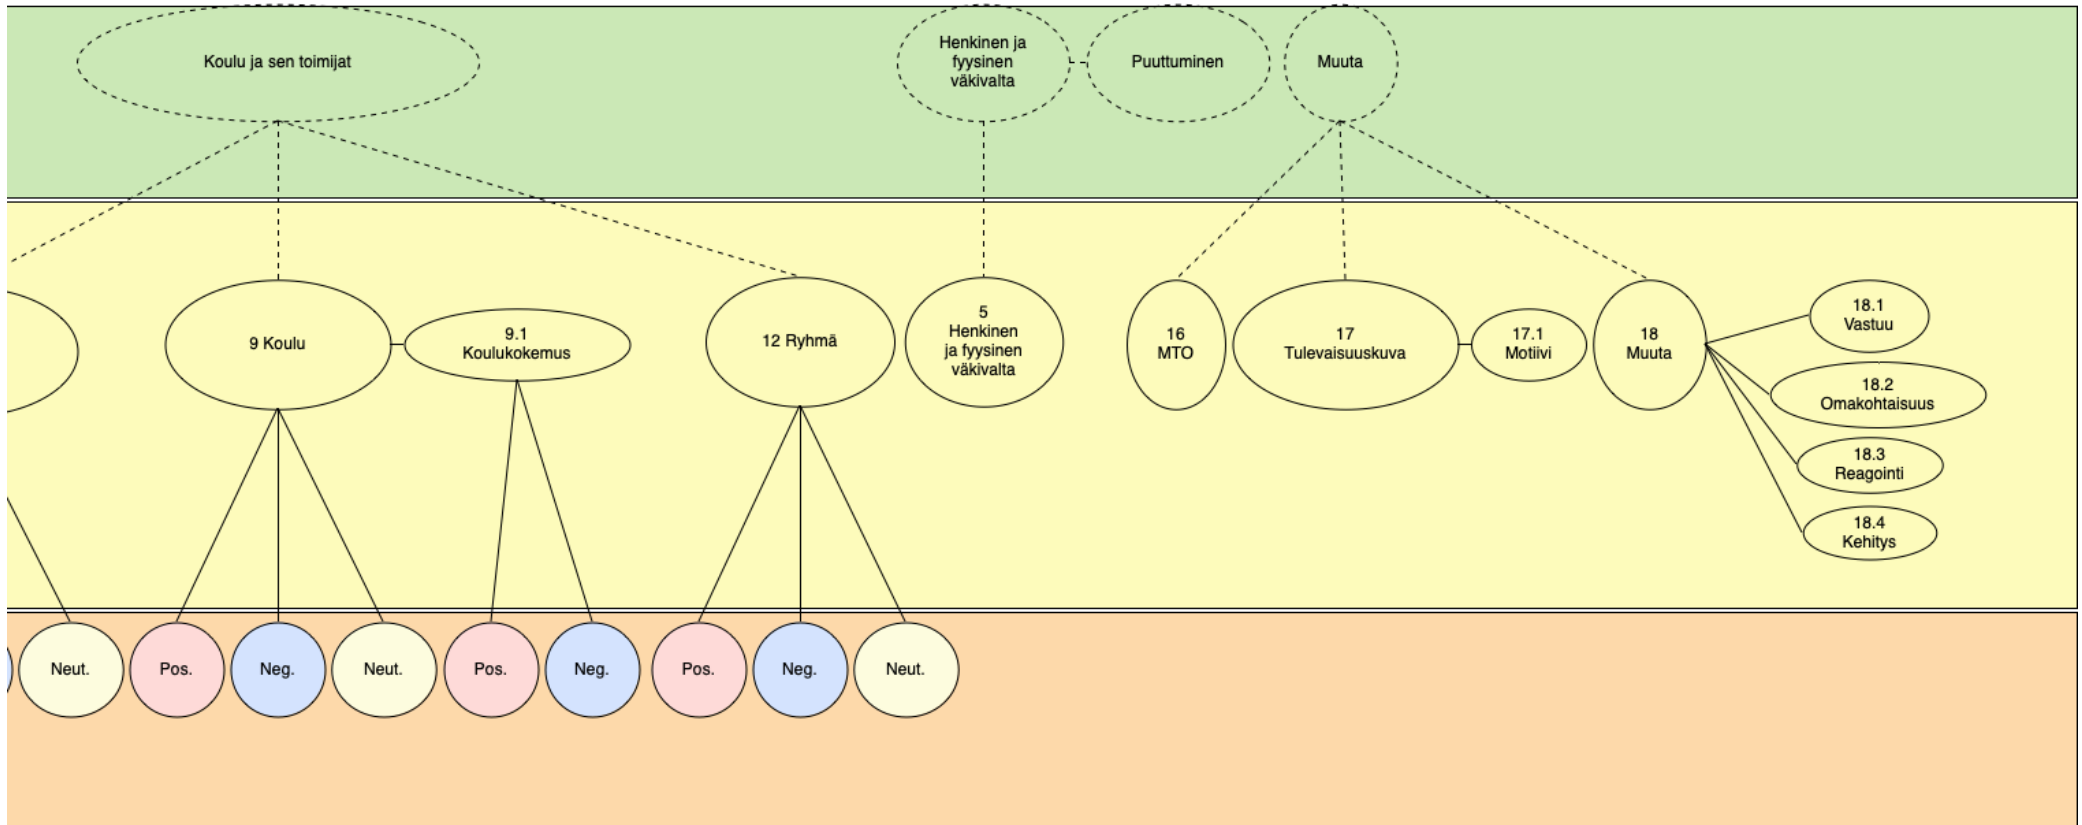 Koulu ja sen toimijat
Henkinen ja
fyysinen
väkivalta
Puuttuminen
Muuta
9 Koulu
9.1
Koulukokemus
12 Ryhmä
5
Henkinen
ja fyysinen
väkivalta
16
MTO
17
Tulevaisuuskuva
17.1
Motiivi
18
Muuta
18.1
Vastuu
18.2
Omakohtaisuus
18.3
Reagointi
18.4
Kehitys
Neut.
Pos.
Neg.
Neut.
Pos.
Neg.
Pos.
Neg.
Neut.